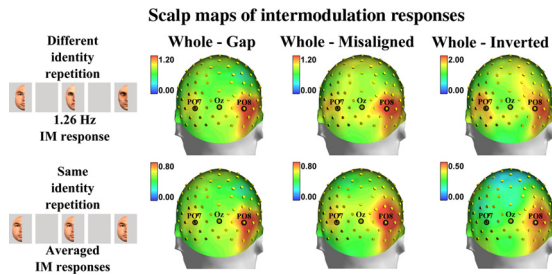 Scalp maps of intermodulation responses
Different
identity
repetition
1.26 Hz
IM response
Whole - Gap
Whole - Misaligned
Whole - Inverted
1.20
0.00
PO7
Oz
PO8
1.20
0.00
PO7
Oz
PO8
2.00
0.00
PO7
Oz
PO8
Same
identity
repetition
Averaged
IM responses
0.80
0.00
PO7
Oz
PO8
0.80
0.00
PO7
Oz
PO8
0.50
0.00
PO7
Oz
PO8